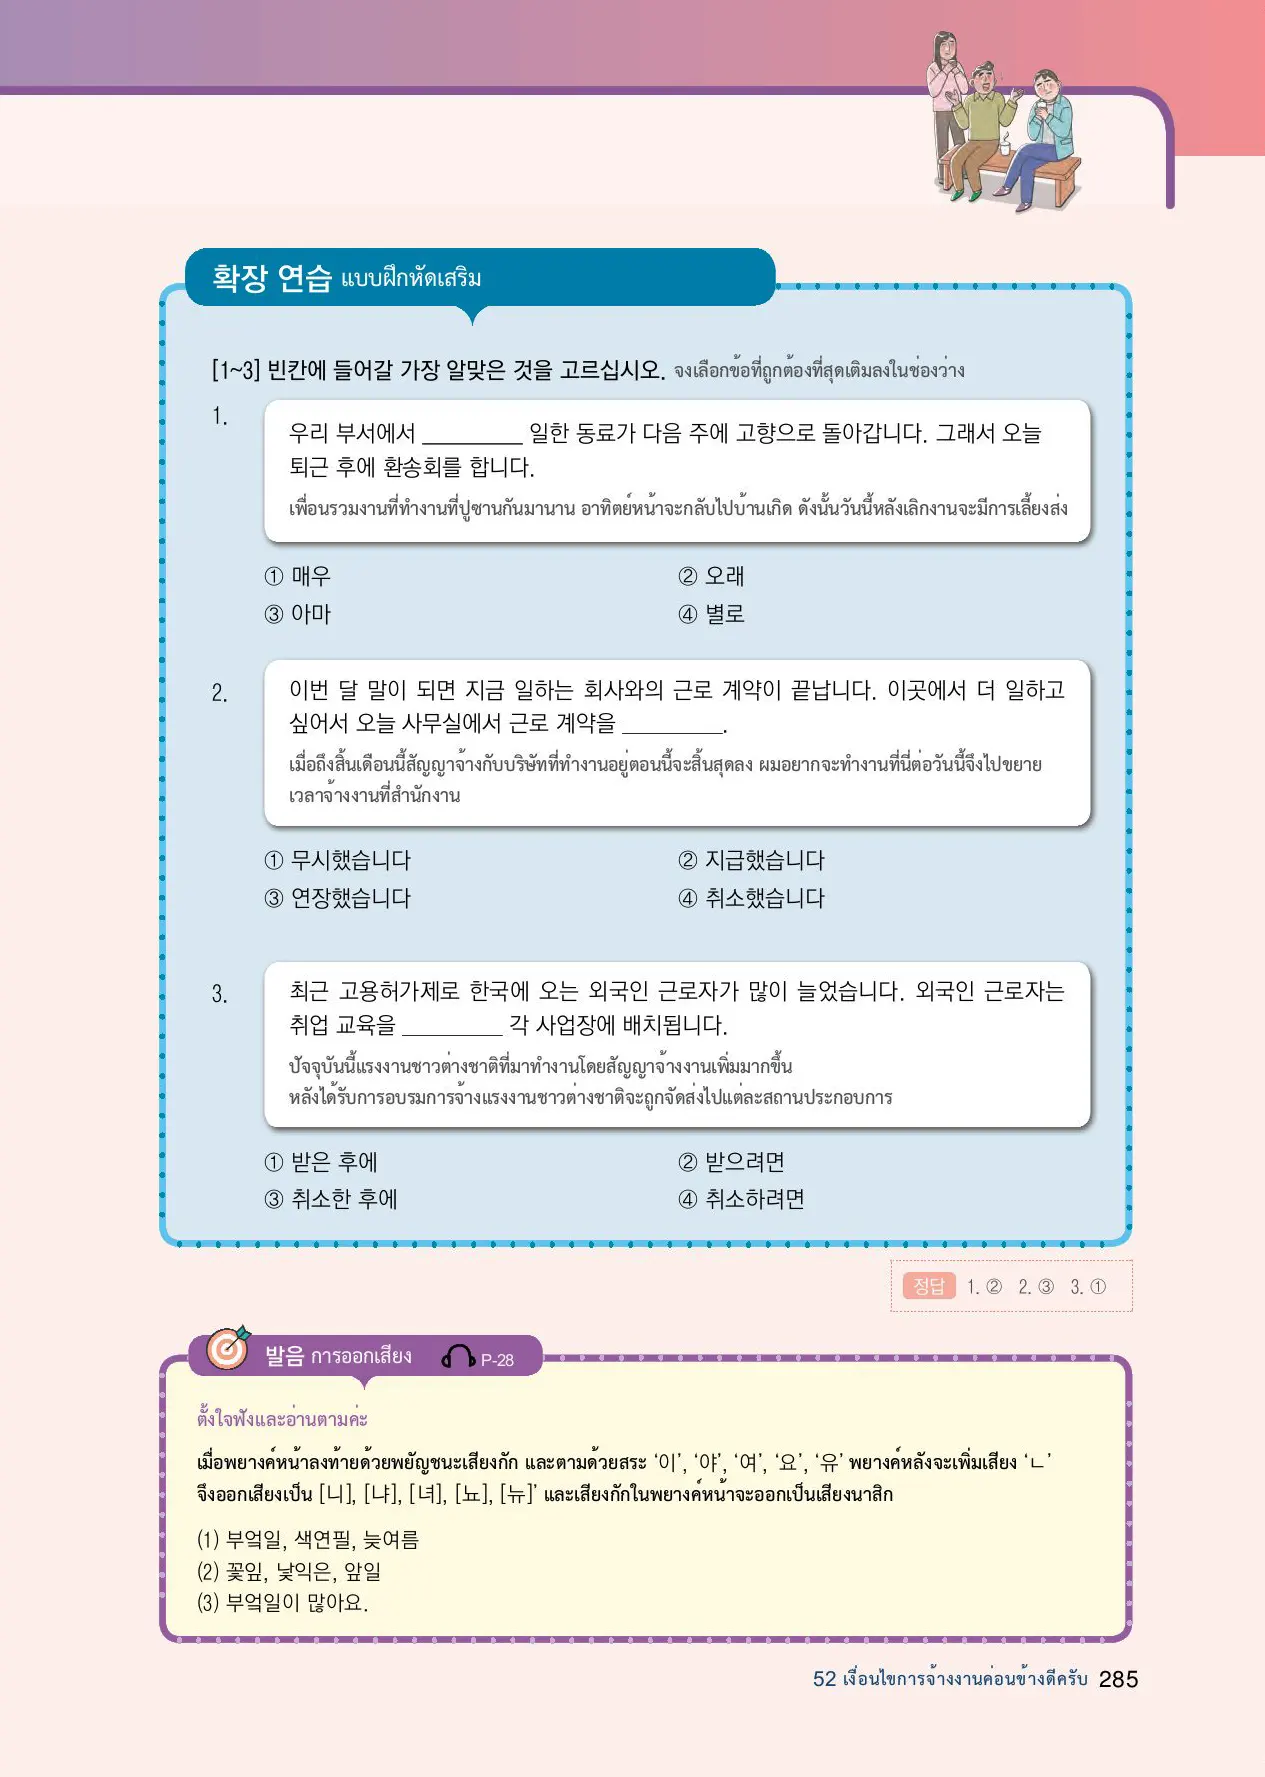 확장 연습 แบบฝึกหัดเสริม
[1~3] 빈칸에 들어갈 가장 알맞은 것을 고르십시오. จงเลือกข้อที่ถูกต้องที่สุดเติมลงในช่องว่าง
1.
우리 부서에서 _________ 일한 동료가 다음 주에 고향으로 돌아갑니다. 그래서 오늘
퇴근 후에 환송회를 합니다.
เพื่อนรวมงานที่ทำงานที่ปูซานกันมานาน อาทิตย์หน้าจะกลับไปบ้านเกิด ดังนั้นวันนี้หลังเลิกงานจะมีการเลี้ยงส่ง
① 매우 ② 오래
③ 아마 ④ 별로
2.
이번 달 말이 되면 지금 일하는 회사와의 근로 계약이 끝납니다. 이곳에서 더 일하고
싶어서 오늘 사무실에서 근로 계약을 _________.
เมื่อถึงสิ้นเดือนนี้สัญญาจ้างกับบริษัทที่ทำงานอยู่ตอนนี้จะสิ้นสุดลง ผมอยากจะทำงานที่นี่ต่อวันนี้จึงไปขยาย
เวลาจ้างงานที่สำนักงาน
① 무시했습니다 ② 지급했습니다
③ 연장했습니다 ④ 취소했습니다
3.
최근 고용허가제로 한국에 오는 외국인 근로자가 많이 늘었습니다. 외국인 근로자는
취업 교육을 _________ 각 사업장에 배치됩니다.
ปัจจุบันนี้แรงงานชาวต่างชาติที่มาทำงานโดยสัญญาจ้างงานเพิ่มมากขึ้น
หลังได้รับการอบรมการจ้างแรงงานชาวต่างชาติจะถูกจัดส่งไปแต่ละสถานประกอบการ
① 받은 후에 ② 받으려면
③ 취소한 후에 ④ 취소하려면
정답 1. ② 2. ③ 3. ①
발음 การออกเสียง P-28
ตั้งใจฟังและอ่านตามค่ะ
เมื่อพยางค์หน้าลงท้ายด้วยพยัญชนะเสียงกัก และตามด้วยสระ ‘이’, ‘야’, ‘여’, ‘요’, ‘유’ พยางค์หลังจะเพิ่มเสียง ‘ㄴ’
จึงออกเสียงเป็น [니], [냐], [녀], [뇨], [뉴]’ และเสียงกักในพยางค์หน้าจะออกเป็นเสียงนาสิก
(1) 부엌일, 색연필, 늦여름
(2) 꽃잎, 낯익은, 앞일
(3) 부엌일이 많아요.
52 เงื่อนไขการจ้างงานค่อนข้างดีครับ 285